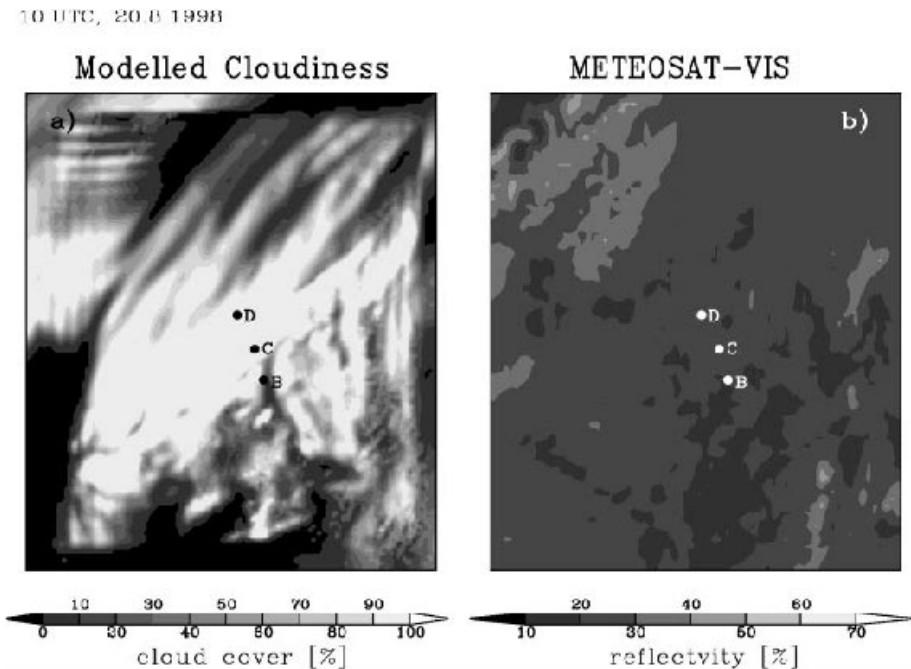 10 UTC, 20.8 1998
Modelled Cloudiness
METEOSAT-VIS
a)
b)
D
C
B
D
C
B
10 30 50 70 90
0 20 40 60 80 100
cloud cover [%]
20 40 60
10 30 50 70
reflectvity [%]